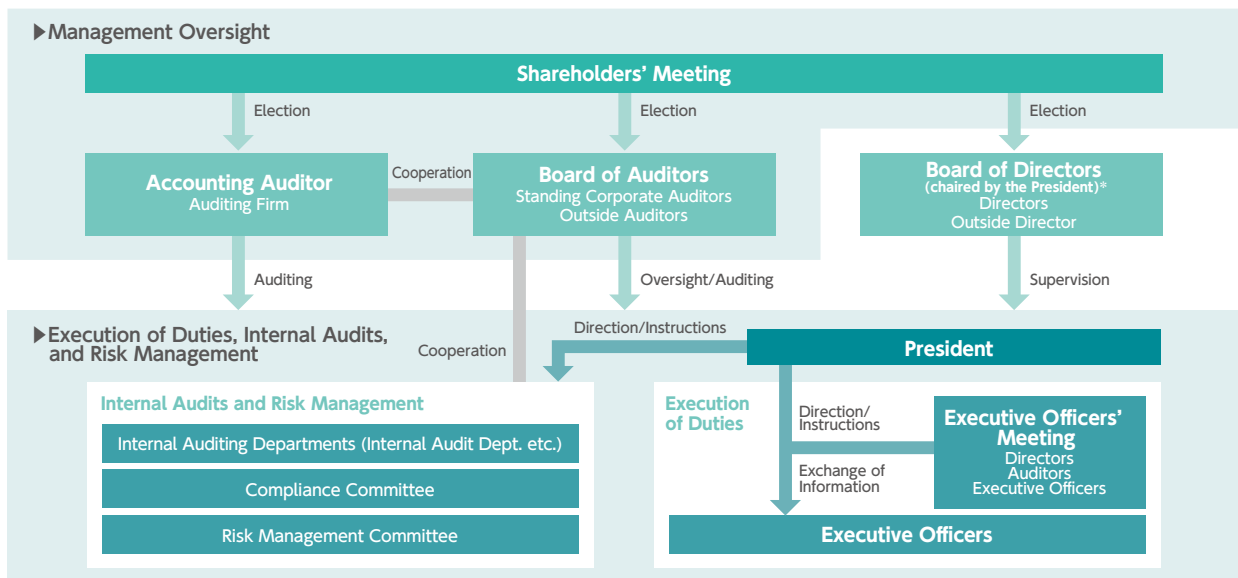 ▶Management Oversight
Shareholders' Meeting
Election
Election
Election
Accounting Auditor
Auditing Firm
Cooperation
Board of Auditors
Standing Corporate Auditors
Outside Auditors
Board of Directors
(chaired by the President)*
Directors
Outside Director
Auditing
Oversight/Auditing
Supervision
▶Execution of Duties, Internal Audits,
and Risk Management
Cooperation
Direction/Instructions
President
Internal Audits and Risk Management
Internal Auditing Departments (Internal Audit Dept. etc.)
Compliance Committee
Risk Management Committee
Execution
of Duties
Direction/
Instructions
Exchange of
Information
Executive Officers'
Meeting
Directors
Auditors
Executive Officers
Executive Officers